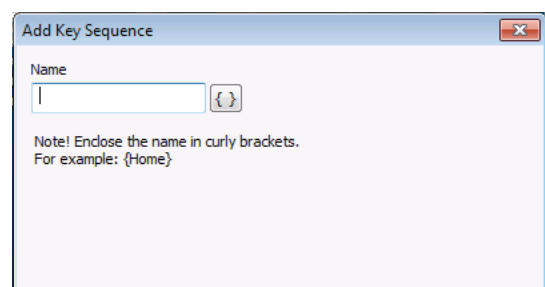 Add Key Sequence
Name
{ }
Note! Enclose the name in curly brackets.
For example: {Home}